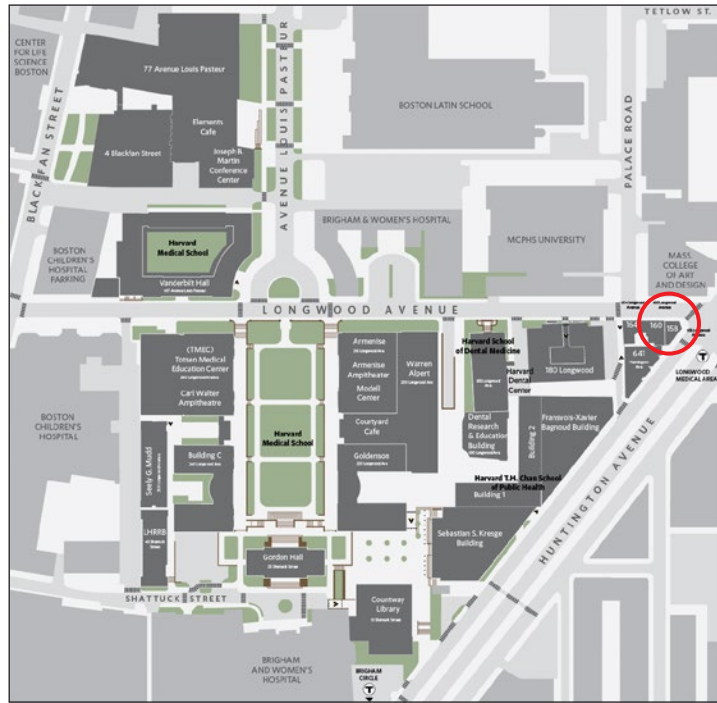 TETLOW ST.
CENTER
FOR LIFE
SCIENCE
BOSTON
77 Avenue Louis Pasteur
AVENUE LOUIS PASTEUR
BOSTON LATIN SCHOOL
PALACE ROAD
BLACKFAN STREET
Elements
Cafe
4 Blackfan Street
Joseph B.
Martin
Conference
Center
BRIGHAM & WOMEN'S HOSPITAL
MCPHS UNIVERSITY
BOSTON
CHILDREN'S
HOSPITAL
PARKING
Harvard
Medical School
Vanderbilt Hall
MASS.
COLLEGE
OF ART
AND DESIGN
LONGWOOD AVENUE
164
160
158
641
T
LONGWOOD
MEDICAL AREA
(TMEC)
Tosteson Medical
Education Center
Carl Walter
Ampitheatre
Armenise
Armenise
Ampitheater
Modell
Center
Warren
Alpert
Harvard School
of Dental Medicine
Harvard
Dental
Center
180 Longwood
BOSTON
CHILDREN'S
HOSPITAL
Harvard
Medical School
Courtyard
Cafe
Goldenson
Dental
Research
& Education
Building
Building 2
Bagnoud Building
Seely G. Mudd
Building C
Harvard T.H. Chan School
of Public Health
Building 1
HUNTINGTON AVENUE
LHRRB
Gordon Hall
Sebastian S. Kresge
Building
SHATTUCK STREET
Countway
Library
BRIGHAM
AND WOMEN'S
HOSPITAL
BRIGHAM
CIRCLE
T